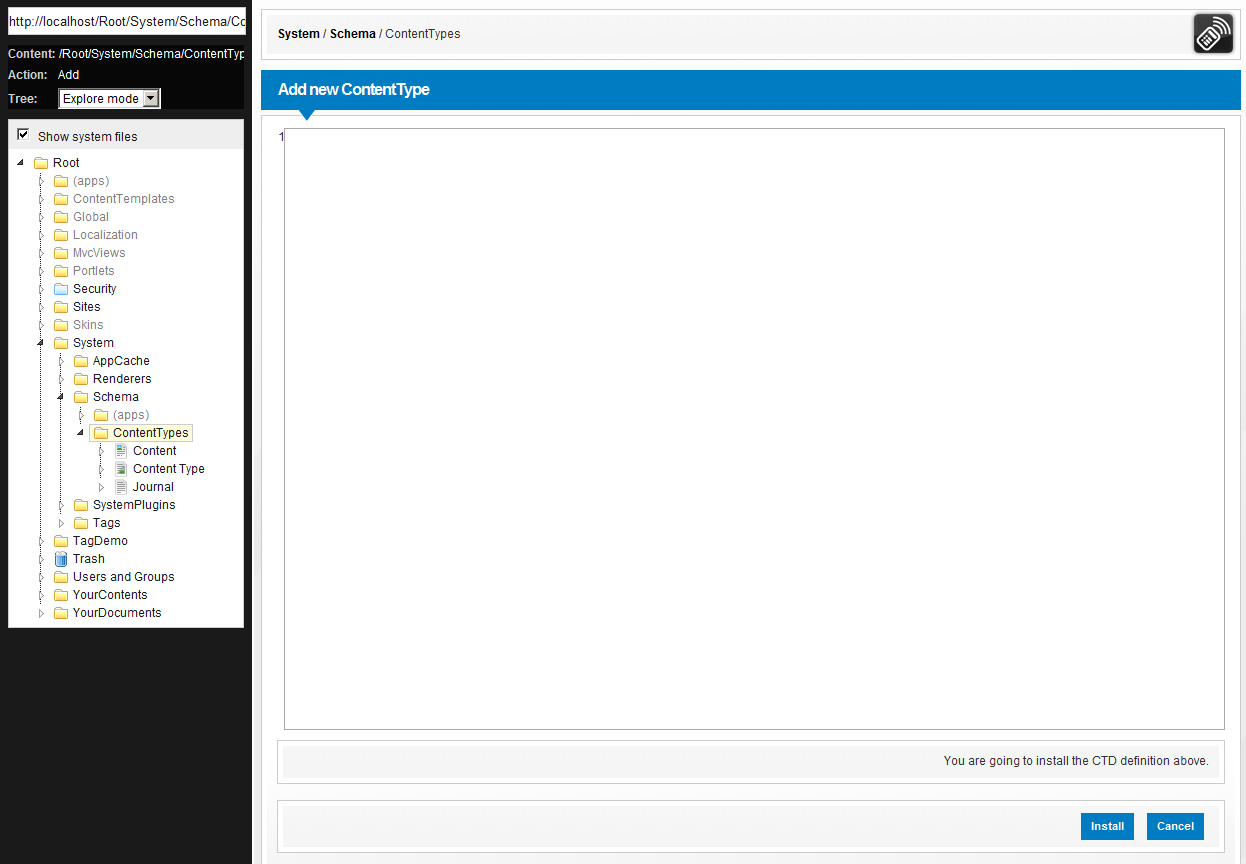 http://localhost/Root/System/Schema/Co
Content: /Root/System/Schema/ContentTyp
Action: Add
Tree: Explore mode
Show system files
Root
(apps)
ContentTemplates
Global
Localization
MvcViews
Portlets
Security
Sites
Skins
System
AppCache
Renderers
Schema
(apps)
ContentTypes
Content
Content Type
Journal
SystemPlugins
Tags
TagDemo
Trash
Users and Groups
YourContents
YourDocuments
System / Schema / ContentTypes
Add new ContentType
1
You are going to install the CTD definition above.
Install Cancel